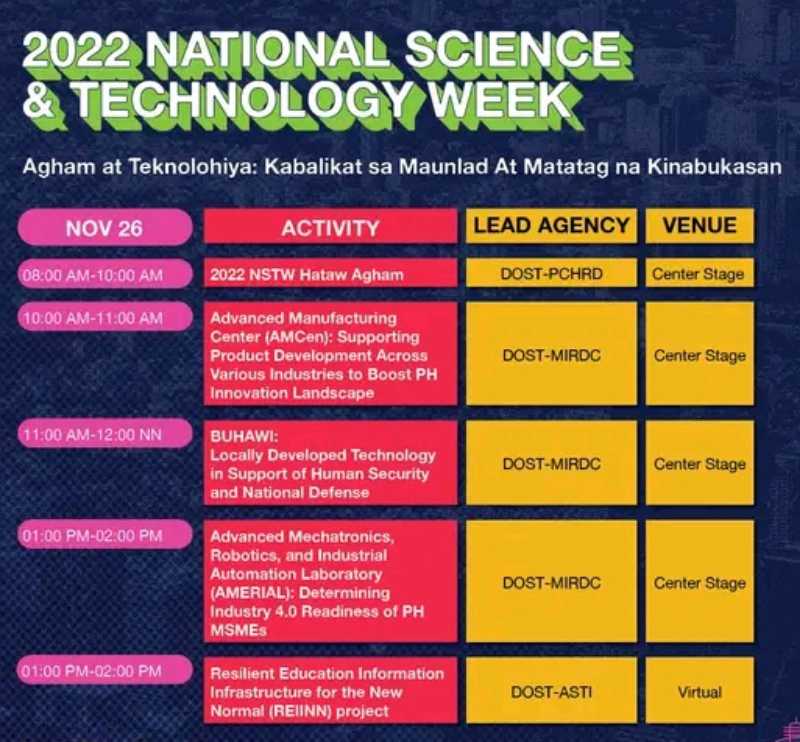 2022 NATIONAL SCIENCE
& TECHNOLOGY WEEK
Agham at Teknolohiya: Kabalikat sa Maunlad At Matatag na Kinabukasan
NOV 26
ACTIVITY
LEAD AGENCY
VENUE
08:00 AM-10:00 AM
2022 NSTW Hataw Agham
DOST-PCHRD
Center Stage
10:00 AM-11:00 AM
Advanced Manufacturing
Center (AMCen): Supporting
Product Development Across
Various Industries to Boost PH
Innovation Landscape
DOST-MIRDC
Center Stage
11:00 AM-12:00 NN
BUHAWI:
Locally Developed Technology
in Support of Human Security
and National Defense
DOST-MIRDC
Center Stage
01:00 PM-02:00 PM
Advanced Mechatronics,
Robotics, and Industrial
Automation Laboratory
(AMERIAL): Determining
Industry 4.0 Readiness of PH
MSMEs
DOST-MIRDC
Center Stage
01:00 PM-02:00 PM
Resilient Education Information
Infrastructure for the New
Normal (REIINN) project
DOST-ASTI
Virtual